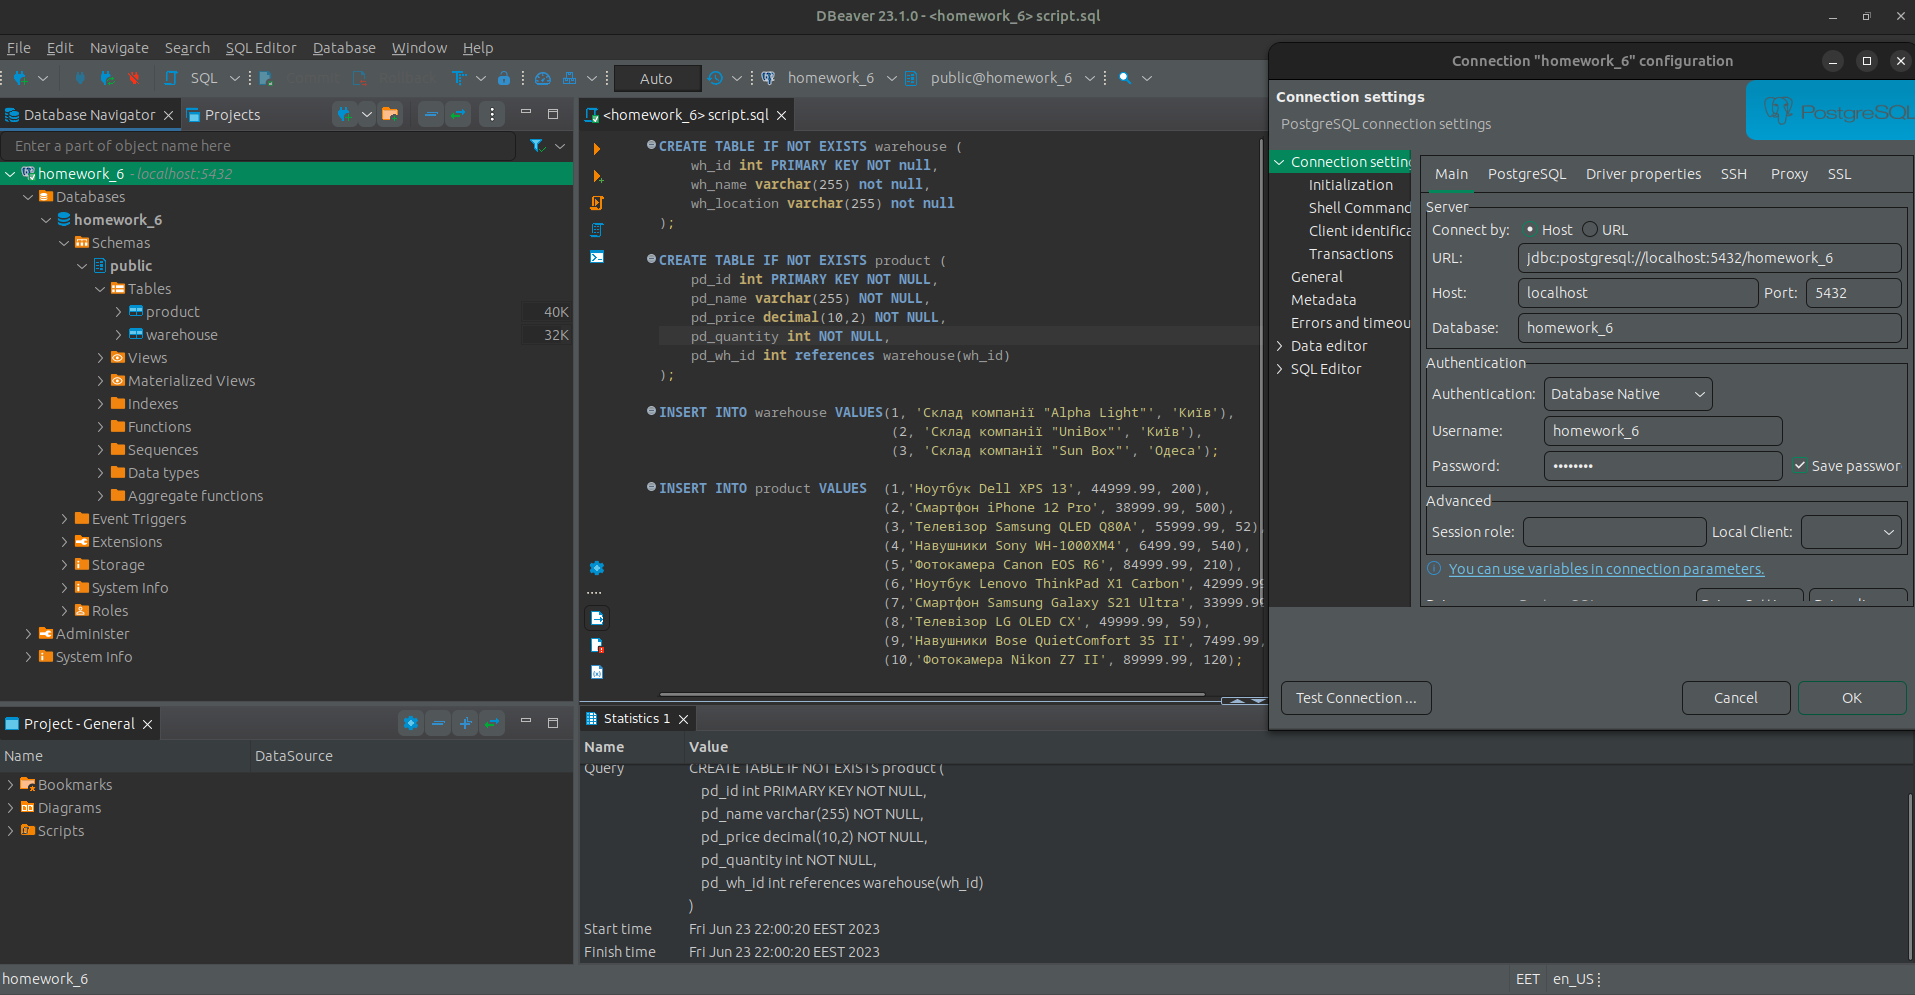 DBeaver 23.1.0 - <homework_6> script.sql
File Edit Navigate Search SQL Editor Database Window Help
SQL Auto homework_6 public@homework_6
Database Navigator Projects
Enter a part of object name here
homework_6 - localhost:5432
Databases
homework_6
Schemas
public
Tables
product 40K
warehouse 32K
Views
Materialized Views
Indexes
Functions
Sequences
Data types
Aggregate functions
Event Triggers
Extensions
Storage
System Info
Roles
Administer
System Info
Project - General
Name DataSource
Bookmarks
Diagrams
Scripts
<homework_6> script.sql
CREATE TABLE IF NOT EXISTS warehouse (
wh_id int PRIMARY KEY NOT null,
wh_name varchar(255) not null,
wh_location varchar(255) not null
);
CREATE TABLE IF NOT EXISTS product (
pd_id int PRIMARY KEY NOT NULL,
pd_name varchar(255) NOT NULL,
pd_price decimal(10,2) NOT NULL,
pd_quantity int NOT NULL,
pd_wh_id int references warehouse(wh_id)
);
INSERT INTO warehouse VALUES(1, 'Склад компанії "Alpha Light"', 'Київ'),
(2, 'Склад компанії "UniBox"', 'Київ'),
(3, 'Склад компанії "Sun Box"', 'Одеса');
INSERT INTO product VALUES (1,'Ноутбук Dell XPS 13', 44999.99, 200),
(2,'Смартфон iPhone 12 Pro', 38999.99, 500),
(3,'Телевізор Samsung QLED Q80A', 55999.99, 52),
(4,'Навушники Sony WH-1000XM4', 6499.99, 540),
(5,'Фотокамера Canon EOS R6', 84999.99, 210),
(6,'Ноутбук Lenovo ThinkPad X1 Carbon', 42999.99
(7,'Смартфон Samsung Galaxy S21 Ultra', 33999.99
(8,'Телевізор LG OLED CX', 49999.99, 59),
(9,'Навушники Bose QuietComfort 35 II', 7499.99,
(10,'Фотокамера Nikon Z7 II', 89999.99, 120);
Statistics 1
Name Value
Query CREATE TABLE IF NOT EXISTS product (
pd_id int PRIMARY KEY NOT NULL,
pd_name varchar(255) NOT NULL,
pd_price decimal(10,2) NOT NULL,
pd_quantity int NOT NULL,
pd_wh_id int references warehouse(wh_id)
)
Start time Fri Jun 23 22:00:20 EEST 2023
Finish time Fri Jun 23 22:00:20 EEST 2023
Connection "homework_6" configuration
Connection settings
PostgreSQL connection settings
PostgreSQL
Connection setting
Initialization
Shell Command
Client Identifica
Transactions
General
Metadata
Errors and timeou
Data editor
SQL Editor
Main PostgreSQL Driver properties SSH Proxy SSL
Server
Connect by: Host URL
URL: jdbc:postgresql://localhost:5432/homework_6
Host: localhost Port: 5432
Database: homework_6
Authentication
Authentication: Database Native
Username: homework_6
Password: •••••••• Save passwor
Advanced
Session role: Local Client:
You can use variables in connection parameters.
Test Connection ... Cancel OK
homework_6 EET en_US